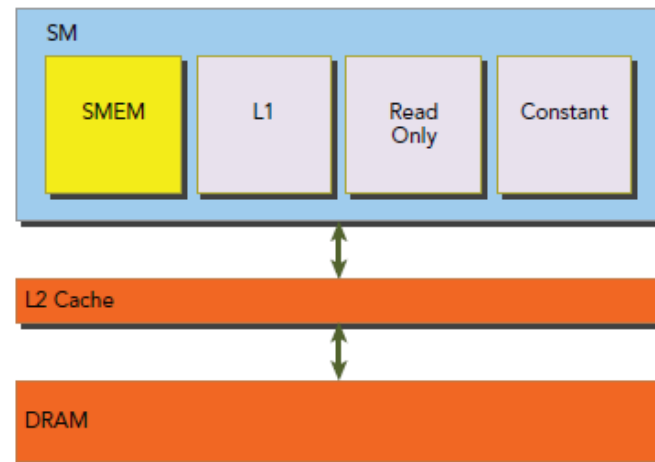 SM
SMEM
L1
Read
Only
Constant
L2 Cache
DRAM